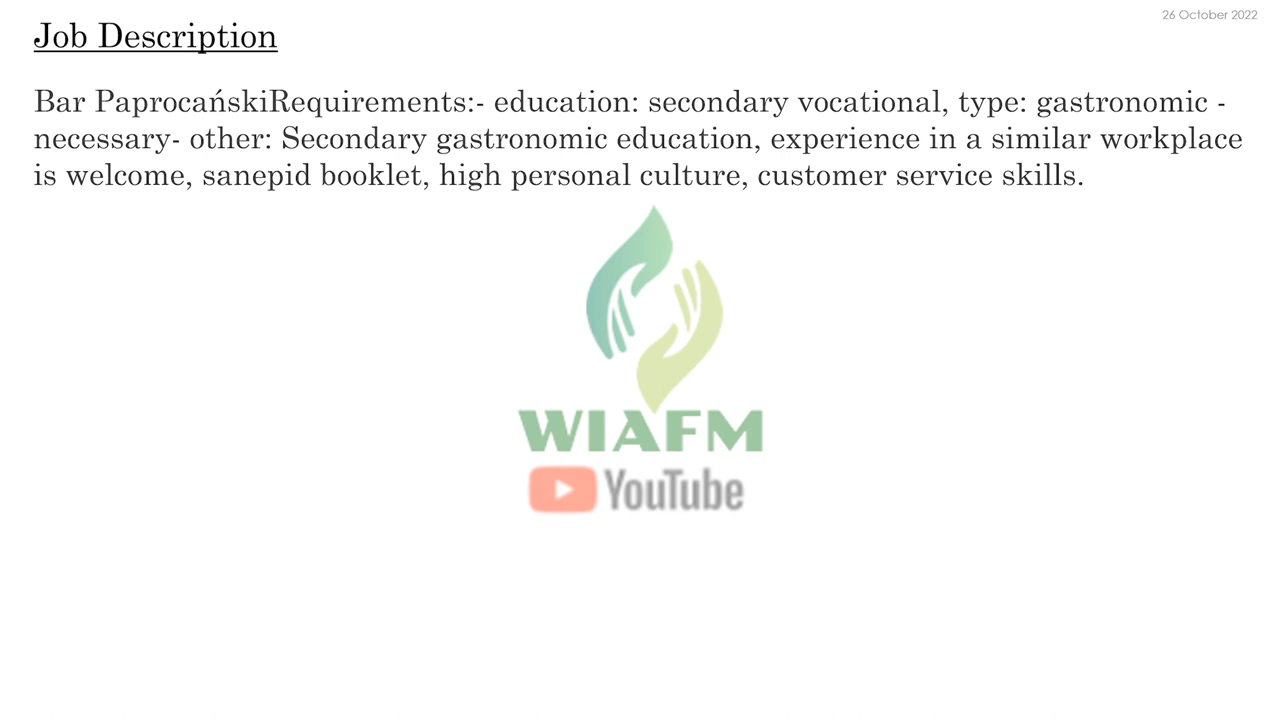 26 October 2022
Job Description
Bar PaprocańskiRequirements:- education: secondary vocational, type: gastronomic -
necessary- other: Secondary gastronomic education, experience in a similar workplace
is welcome, sanepid booklet, high personal culture, customer service skills.
WIAFM
YouTube